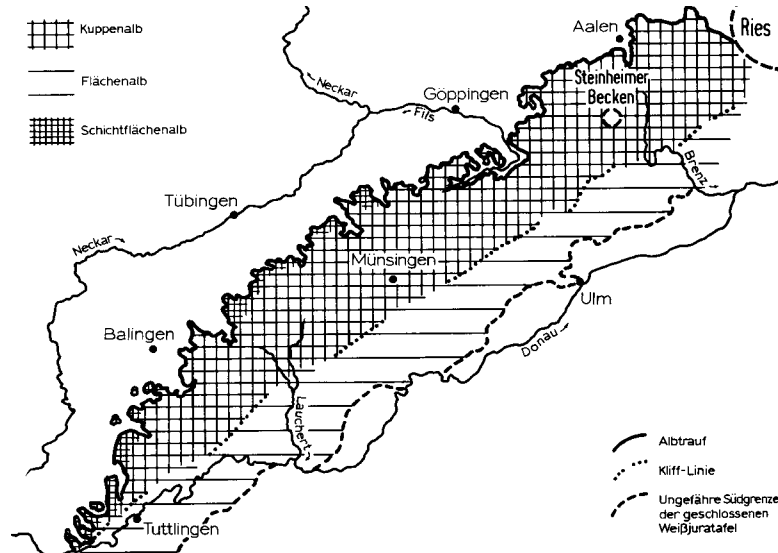 Kuppenalb
Flächenalb
Schichtflächenalb
Aalen
Ries
Steinheimer
Becken
Neckar
Göppingen
Fils
Brenz
Tübingen
Neckar
Münsingen
Ulm
Balingen
Donau
Lauchert
Tuttlingen
Albtrauf
Kliff-Linie
Ungefähre Südgrenze
der geschlossenen
Weißjuratafel